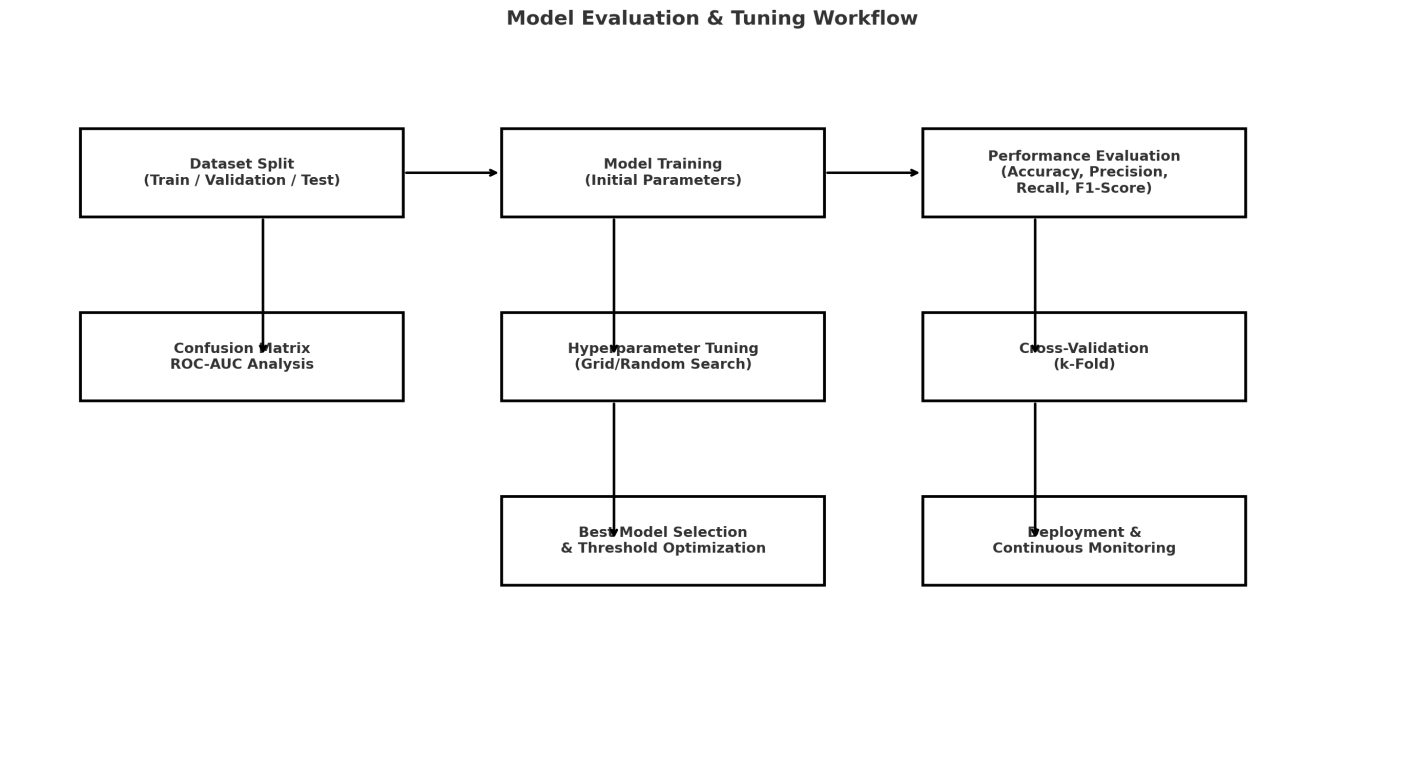 Model Evaluation & Tuning Workflow
Dataset Split
(Train / Validation / Test)
Model Training
(Initial Parameters)
Performance Evaluation
(Accuracy, Precision,
Recall, F1-Score)
Confusion Matrix
ROC-AUC Analysis
Hyperparameter Tuning
(Grid/Random Search)
Cross-Validation
(k-Fold)
Best Model Selection
& Threshold Optimization
Deployment &
Continuous Monitoring